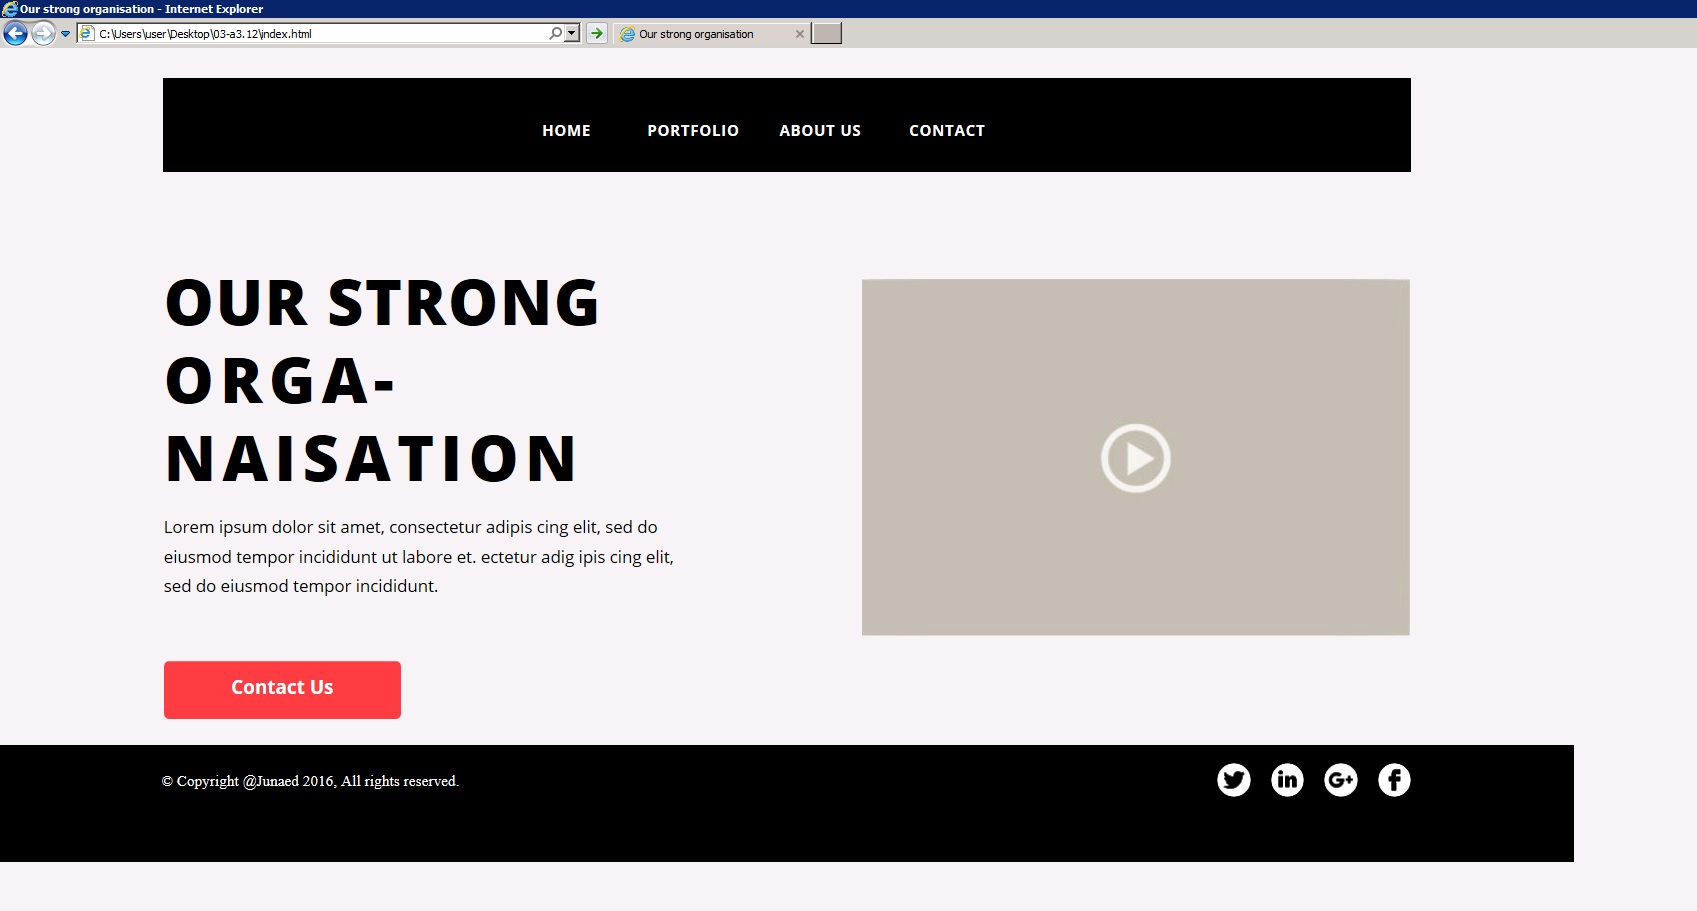 Our strong organisation - Internet Explorer
C:\Users\user\Desktop\03-a3.12\index.html
Our strong organisation
HOME PORTFOLIO ABOUT US CONTACT
OUR STRONG
ORGA-
NAISATION
Lorem ipsum dolor sit amet, consectetur adipis cing elit, sed do
eiusmod tempor incididunt ut labore et. ectetur adig ipis cing elit,
sed do eiusmod tempor incididunt.
Contact Us
© Copyright @Junaed 2016, All rights reserved.
in G+ f